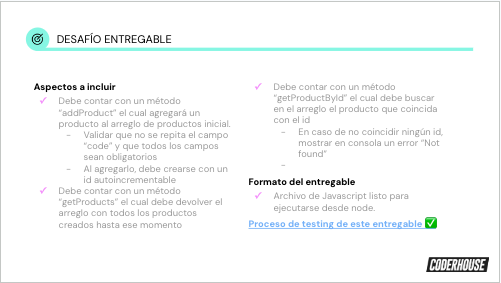 DESAFÍO ENTREGABLE
Aspectos a incluir
Debe contar con un método
“addProduct” el cual agregará un
producto al arreglo de productos inicial.
- Validar que no se repita el campo
“code” y que todos los campos
sean obligatorios
- Al agregarlo, debe crearse con un
id autoincrementable
Debe contar con un método
“getProducts” el cual debe devolver el
arreglo con todos los productos
creados hasta ese momento
Debe contar con un método
“getProductById” el cual debe buscar
en el arreglo el producto que coincida
con el id
- En caso de no coincidir ningún id,
mostrar en consola un error “Not
found”
-
Formato del entregable
Archivo de Javascript listo para
ejecutarse desde node.
Proceso de testing de este entregable ✅
CODERHOUSE